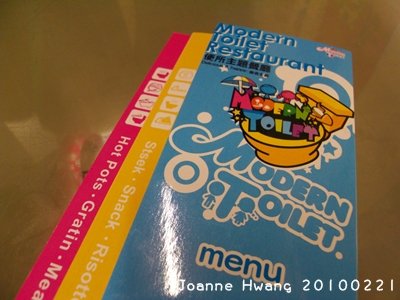 Modern
Toilet
Restaurant
便所主題餐廳
MODERN
TOILET
MODERN
TOILET
menu
Stsek · Snack · Risotto
Hot Pots · Gratin · Mea
Joanne Hwang 20100221